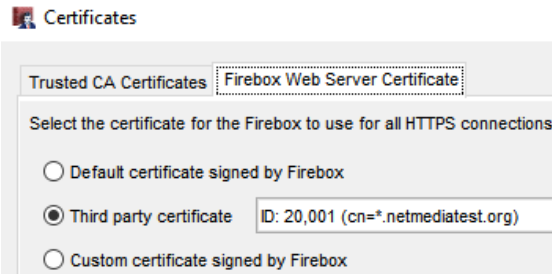 Certificates
Trusted CA Certificates Firebox Web Server Certificate
Select the certificate for the Firebox to use for all HTTPS connections
Default certificate signed by Firebox
Third party certificate ID: 20,001 (cn=*.netmediatest.org)
Custom certificate signed by Firebox